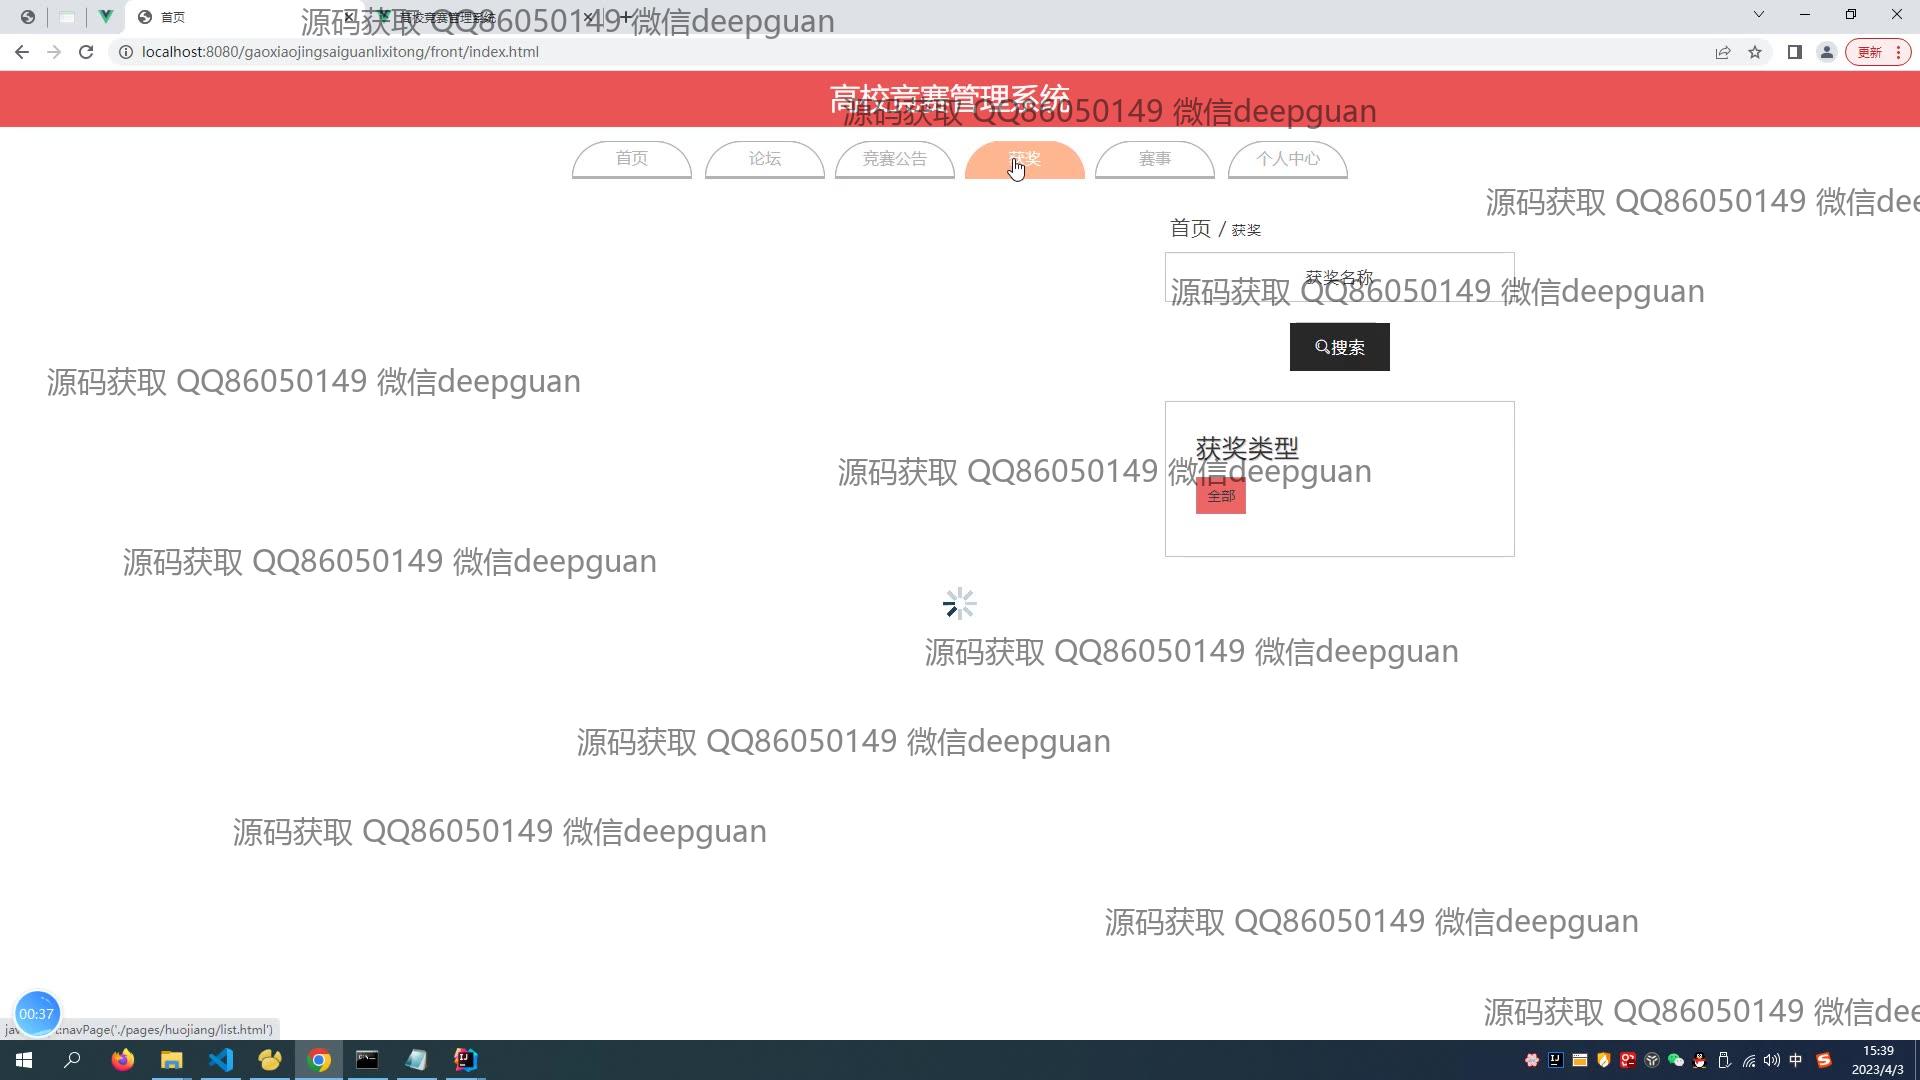 首页
高校竞赛管理系统
源码获取 QQ86050149 微信deepguan
localhost:8080/gaoxiaojingsaiguanlixitong/front/index.html
更新
高校竞赛管理系统
源码获取 QQ86050149 微信deepguan
首页
论坛
竞赛公告
获奖
赛事
个人中心
源码获取 QQ86050149 微信dee
首页 / 获奖
获奖名称
源码获取 QQ86050149 微信deepguan
搜索
源码获取 QQ86050149 微信deepguan
获奖类型
源码获取 QQ86050149 微信deepguan
全部
源码获取 QQ86050149 微信deepguan
源码获取 QQ86050149 微信deepguan
源码获取 QQ86050149 微信deepguan
源码获取 QQ86050149 微信deepguan
源码获取 QQ86050149 微信deepguan
源码获取 QQ86050149 微信dee
00:37
navPage('./pages/huojiang/list.html')
中
15:39
2023/4/3